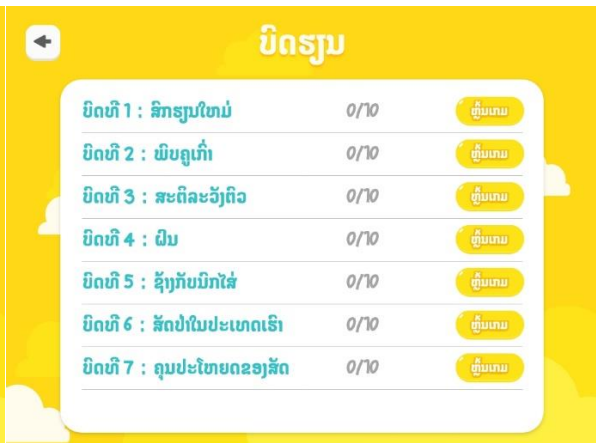 ບົດຮຽນ
ບົດທີ 1 : ສົກຮຽນໃຫມ່ 0/10 ຫຼິ້ນເກມ
ບົດທີ 2 : ພົບຄູເກົ່າ 0/10 ຫຼິ້ນເກມ
ບົດທີ 3 : ສະຕິລະວັງຕົວ 0/10 ຫຼິ້ນເກມ
ບົດທີ 4 : ຝົນ 0/10 ຫຼິ້ນເກມ
ບົດທີ 5 : ຊ້າງກັບນົກໄສ່ 0/10 ຫຼິ້ນເກມ
ບົດທີ 6 : ສັດປ່າໃນປະເທດເຮົາ 0/10 ຫຼິ້ນເກມ
ບົດທີ 7 : ຄຸນປະໂຫຍດຂອງສັດ 0/10 ຫຼິ້ນເກມ